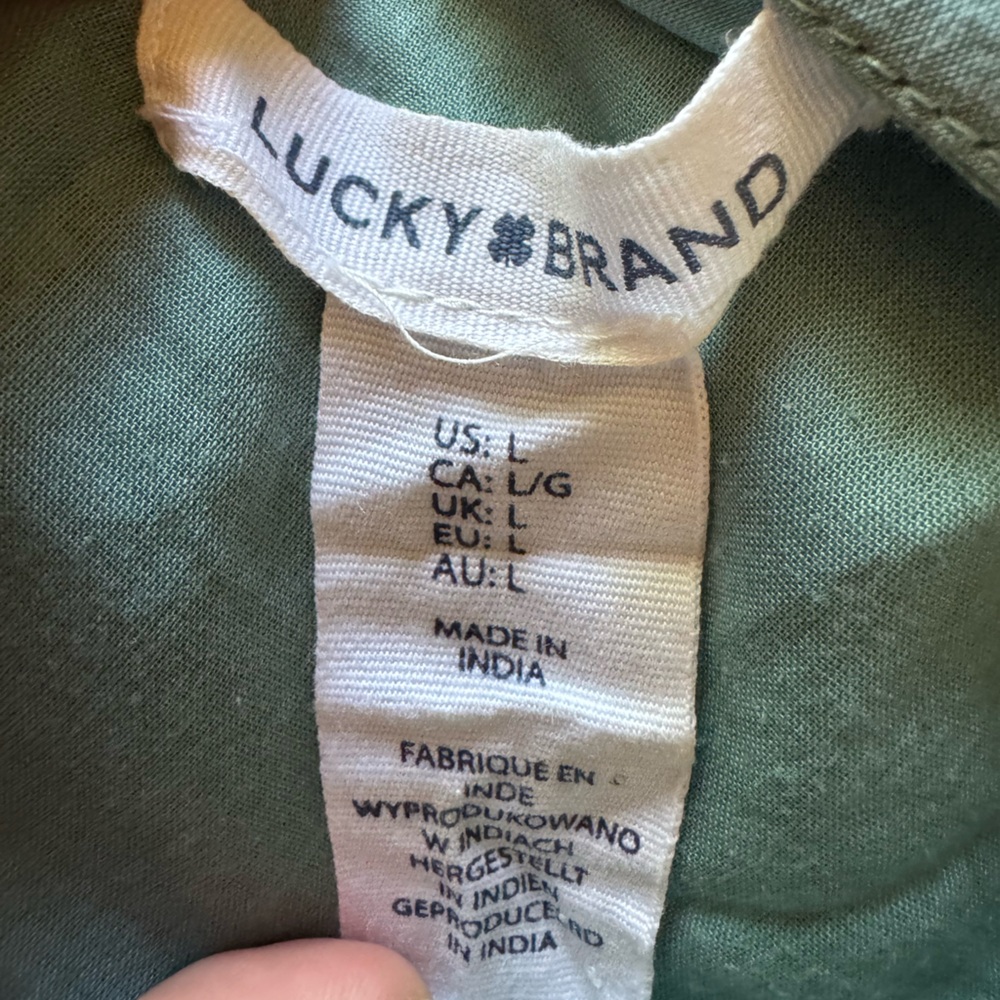 LUCKY BRAND
US: L
CA: L/G
UK: L
EU: L
AU: L
MADE IN
INDIA
FABRIQUE EN
INDE
WYPRODUKOWANO
W INDIACH
HERGESTELLT
IN INDIEN
GEPRODUCEERD
IN INDIA